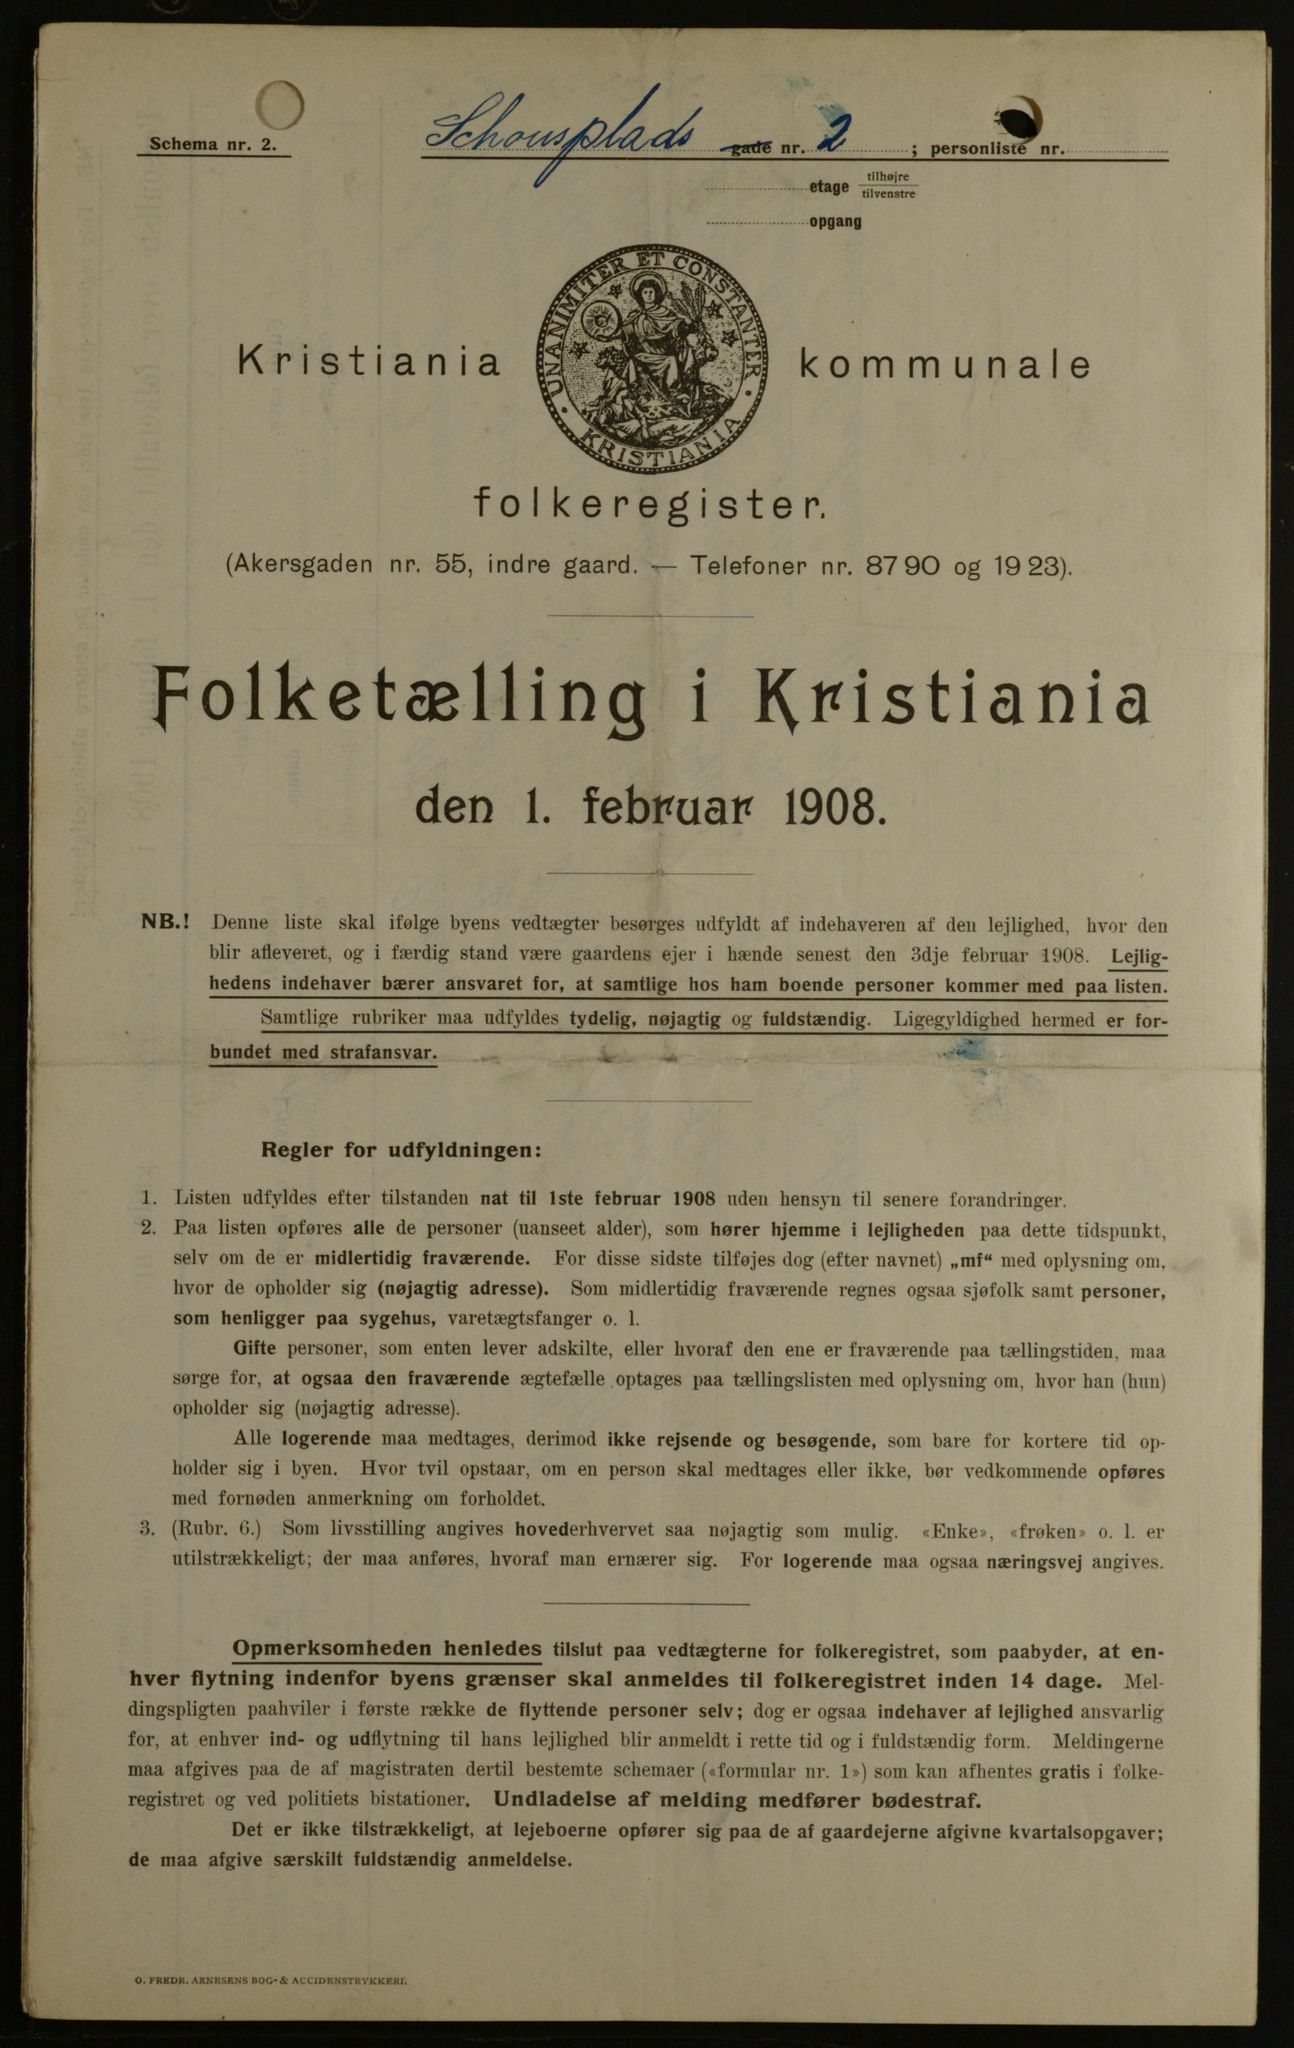 Schema nr. 2.
Schousplads gade nr. 2 ; personliste nr.
etage tilhøjre
tilvenstre
opgang
UNANIMITER ET CONSTANTER
KRISTIANIA
Kristiania kommunale
folkeregister.
(Akersgaden nr. 55, indre gaard. — Telefoner nr. 8790 og 1923).
Folketælling i Kristiania
den 1. februar 1908.
NB.! Denne liste skal ifølge byens vedtægter besørges udfyldt af indehaveren af den lejlighed, hvor den
blir afleveret, og i færdig stand være gaardens ejer i hænde senest den 3dje februar 1908. Lejlig-
hedens indehaver bærer ansvaret for, at samtlige hos ham boende personer kommer med paa listen.
Samtlige rubriker maa udfyldes tydelig, nøjagtig og fuldstændig. Ligegyldighed hermed er for-
bundet med strafansvar.
Regler for udfyldningen:
1. Listen udfyldes efter tilstanden nat til 1ste februar 1908 uden hensyn til senere forandringer.
2. Paa listen opføres alle de personer (uanseet alder), som hører hjemme i lejligheden paa dette tidspunkt,
selv om de er midlertidig fraværende. For disse sidste tilføjes dog (efter navnet) „mf“ med oplysning om,
hvor de opholder sig (nøjagtig adresse). Som midlertidig fraværende regnes ogsaa sjøfolk samt personer,
som henligger paa sygehus, varetægtsfanger o. l.
Gifte personer, som enten lever adskilte, eller hvoraf den ene er fraværende paa tællingstiden, maa
sørge for, at ogsaa den fraværende ægtefælle optages paa tællingslisten med oplysning om, hvor han (hun)
opholder sig (nøjagtig adresse).
Alle logerende maa medtages, derimod ikke rejsende og besøgende, som bare for kortere tid op-
holder sig i byen. Hvor tvil opstaar, om en person skal medtages eller ikke, bør vedkommende opføres
med fornøden anmerkning om forholdet.
3. (Rubr. 6.) Som livsstilling angives hovederhvervet saa nøjagtig som mulig. «Enke», «frøken» o. l. er
utilstrækkeligt; der maa anføres, hvoraf man ernærer sig. For logerende maa ogsaa næringsvej angives.
Opmerksomheden henledes tilslut paa vedtægterne for folkeregistret, som paabyder, at en-
hver flytning indenfor byens grænser skal anmeldes til folkeregistret inden 14 dage. Mel-
dingspligten paahviler i første række de flyttende personer selv; dog er ogsaa indehaver af lejlighed ansvarlig
for, at enhver ind- og udflytning til hans lejlighed blir anmeldt i rette tid og i fuldstændig form. Meldingerne
maa afgives paa de af magistraten dertil bestemte schemaer («formular nr. 1») som kan afhentes gratis i folke-
registret og ved politiets bistationer. Undladelse af melding medfører bødestraf.
Det er ikke tilstrækkeligt, at lejeboerne opfører sig paa de af gaardejerne afgivne kvartalsopgaver;
de maa afgive særskilt fuldstændig anmeldelse.
O. FREDR. ARNESENS BOG- & ACCIDENSTRYKKERI.